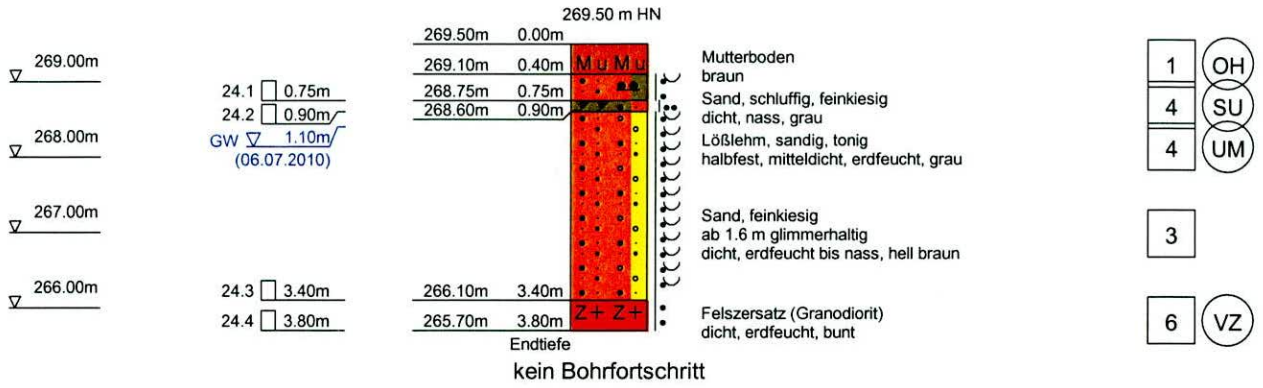 269.50 m HN
269.50m 0.00m
269.00m
269.10m 0.40m
Mu Mu
Mutterboden
braun
1 OH
24.1 0.75m
268.75m 0.75m
Sand, schluffig, feinkiesig
dicht, nass, grau
4 SU
24.2 0.90m
268.60m 0.90m
GW 1.10m
(06.07.2010)
268.00m
Lößlehm, sandig, tonig
halbfest, mitteldicht, erdfeucht, grau
4 UM
267.00m
Sand, feinkiesig
ab 1.6 m glimmerhaltig
dicht, erdfeucht bis nass, hell braun
3
266.00m
24.3 3.40m
266.10m 3.40m
Z+ Z+
Felszersatz (Granodiorit)
dicht, erdfeucht, bunt
6 VZ
24.4 3.80m
265.70m 3.80m
Endtiefe
kein Bohrfortschritt